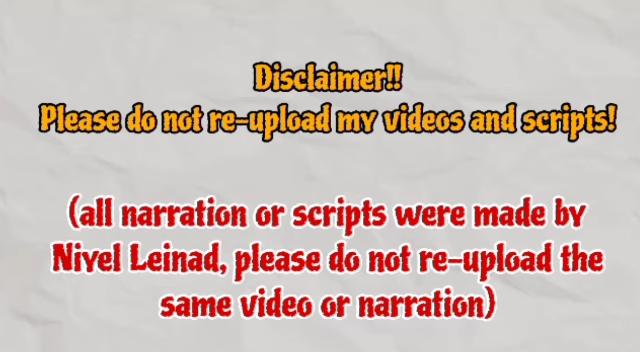 Disclaimer!!
Please do not re-upload my videos and scripts!
(all narration or scripts were made by
Nivel Leinad, please do not re-upload the
same video or narration)